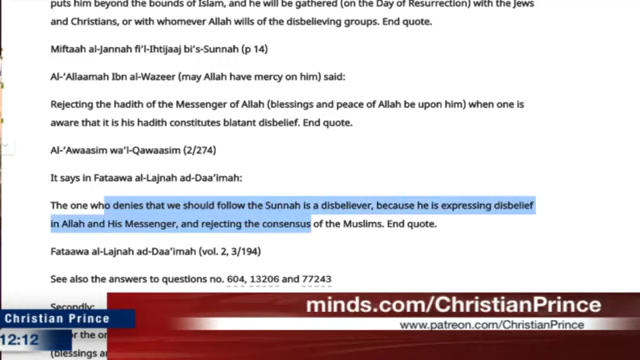 puts him beyond the bounds of Islam, and he will be gathered (on the Day of Resurrection) with the Jews
and Christians, or with whomever Allah wills of the disbelieving groups. End quote.
Miftaah al-Jannah fi'l-Ihtijaaj bi's-Sunnah (p 14)
Al-'Allaamah Ibn al-Wazeer (may Allah have mercy on him) said:
Rejecting the hadith of the Messenger of Allah (blessings and peace of Allah be upon him) when one is
aware that it is his hadith constitutes blatant disbelief. End quote.
Al-'Awaasim wa'l-Qawaasim (2/274)
It says in Fataawa al-Lajnah ad-Daa'imah:
The one who denies that we should follow the Sunnah is a disbeliever, because he is expressing disbelief
in Allah and His Messenger, and rejecting the consensus of the Muslims. End quote.
Fataawa al-Lajnah ad-Daa'imah (vol. 2, 3/194)
See also the answers to questions no. 604, 13206 and 77243
Secondly:
minds.com/ChristianPrince
Christian Prince
www.patreon.com/ChristianPrince
12:12
or the or
(blessings an